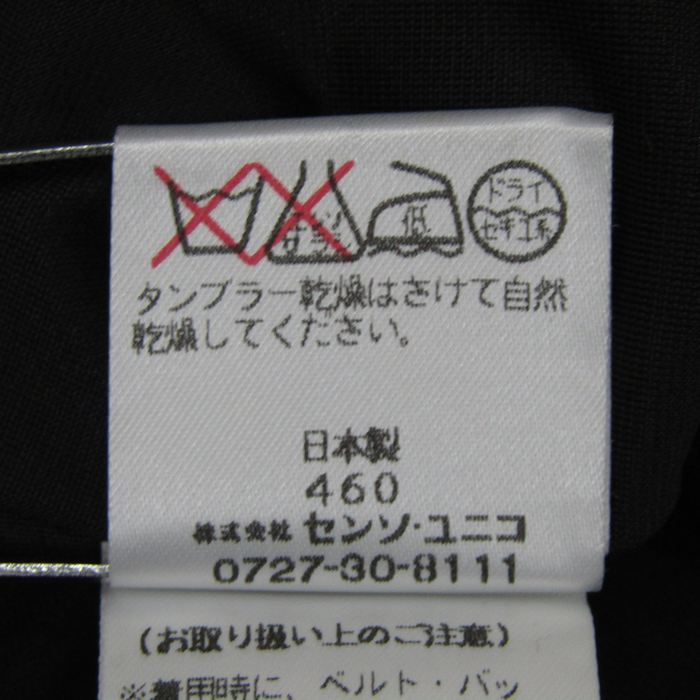 低
ドライ
セキユ系
タンブラー乾燥はさけて自然
乾燥してください。
日本製
460
株式会社 センソ・ユニコ
0727-30-8111
(お取り扱い上のご注意)
※着用時に、ベルト・バッ